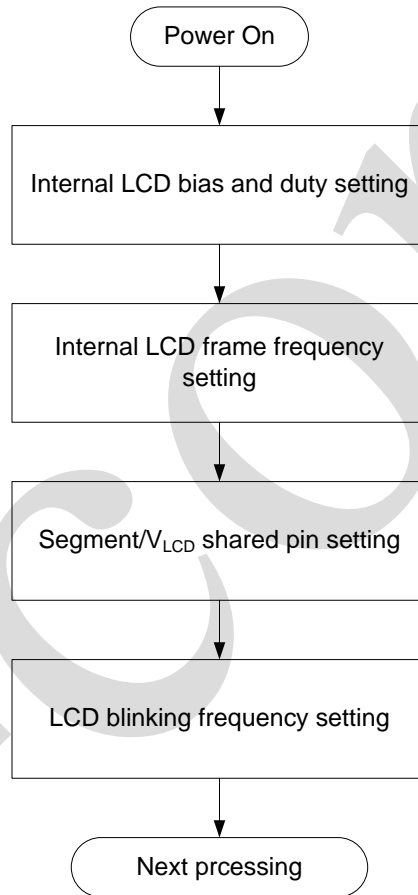 Power On
Internal LCD bias and duty setting
Internal LCD frame frequency
setting
Segment/VLCD shared pin setting
LCD blinking frequency setting
Next prcessing